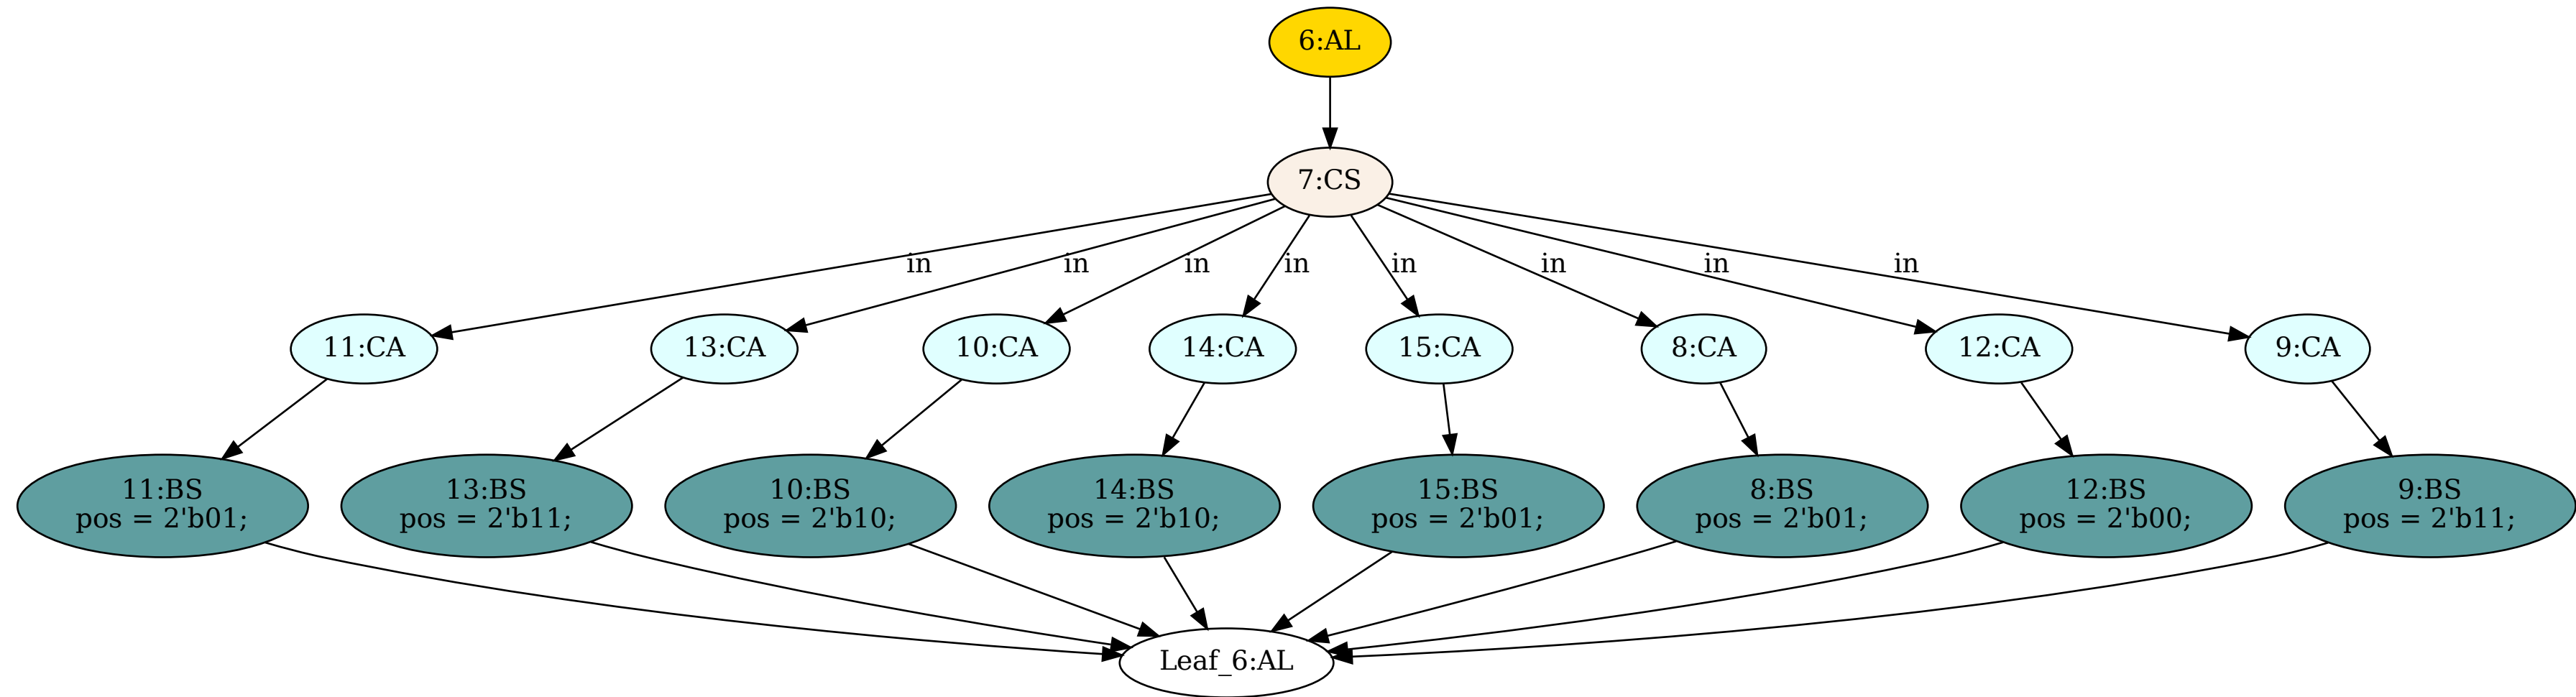 6:AL
7:CS
in in in in in in in in
11:CA 13:CA 10:CA 14:CA 15:CA 8:CA 12:CA 9:CA
11:BS
pos = 2'b01;
13:BS
pos = 2'b11;
10:BS
pos = 2'b10;
14:BS
pos = 2'b10;
15:BS
pos = 2'b01;
8:BS
pos = 2'b01;
12:BS
pos = 2'b00;
9:BS
pos = 2'b11;
Leaf_6:AL